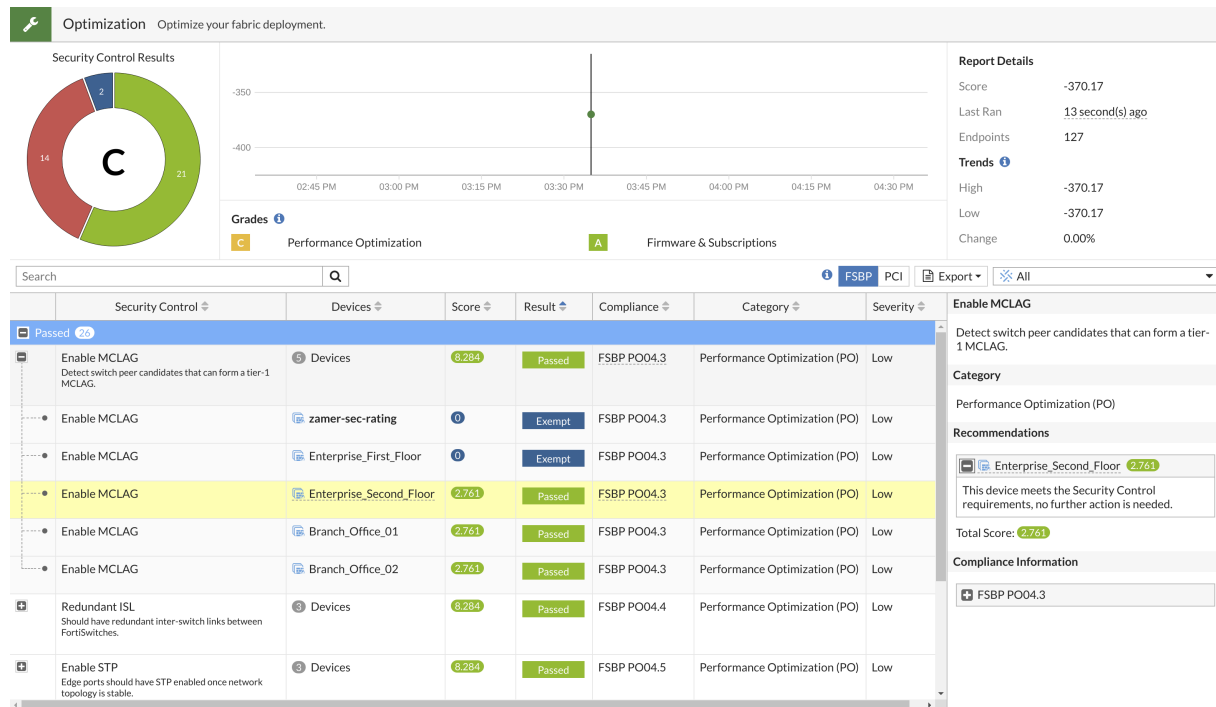 Optimization Optimize your fabric deployment.
Security Control Results
2
14
21
C
-350
-400
02:45 PM 03:00 PM 03:15 PM 03:30 PM 03:45 PM 04:00 PM 04:15 PM 04:30 PM
Grades
C Performance Optimization
A Firmware & Subscriptions
Report Details
Score -370.17
Last Ran 13 second(s) ago
Endpoints 127
Trends
High -370.17
Low -370.17
Change 0.00%
Search
FSBP PCI Export All
Security Control Devices Score Result Compliance Category Severity
Passed 26
Enable MCLAG 5 Devices 8.284 Passed FSBP PO04.3 Performance Optimization (PO) Low
Detect switch peer candidates that can form a tier-1
MCLAG.
Enable MCLAG zamer-sec-rating 0 Exempt FSBP PO04.3 Performance Optimization (PO) Low
Enable MCLAG Enterprise_First_Floor 0 Exempt FSBP PO04.3 Performance Optimization (PO) Low
Enable MCLAG Enterprise_Second_Floor 2.761 Passed FSBP PO04.3 Performance Optimization (PO) Low
Enable MCLAG Branch_Office_01 2.761 Passed FSBP PO04.3 Performance Optimization (PO) Low
Enable MCLAG Branch_Office_02 2.761 Passed FSBP PO04.3 Performance Optimization (PO) Low
Redundant ISL 3 Devices 8.284 Passed FSBP PO04.4 Performance Optimization (PO) Low
Should have redundant inter-switch links between
FortiSwitches.
Enable STP 3 Devices 8.284 Passed FSBP PO04.5 Performance Optimization (PO) Low
Edge ports should have STP enabled once network
topology is stable.
Enable MCLAG
Detect switch peer candidates that can form a tier-
1 MCLAG.
Category
Performance Optimization (PO)
Recommendations
Enterprise_Second_Floor 2.761
This device meets the Security Control
requirements, no further action is needed.
Total Score: 2.761
Compliance Information
FSBP PO04.3